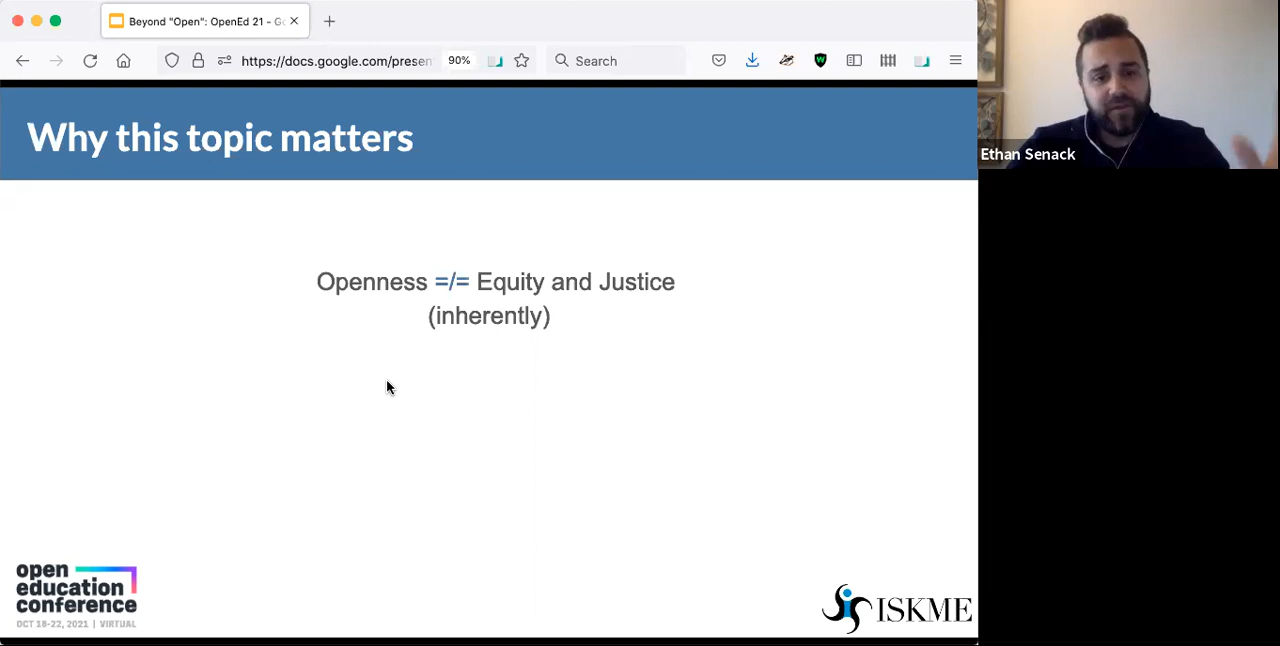 Beyond "Open": OpenEd 21 - Go
https://docs.google.com/presen
90%
Search
Why this topic matters
Openness =/= Equity and Justice
(inherently)
Ethan Senack
open
education
conference
OCT 18-22, 2021 | VIRTUAL
ISKME